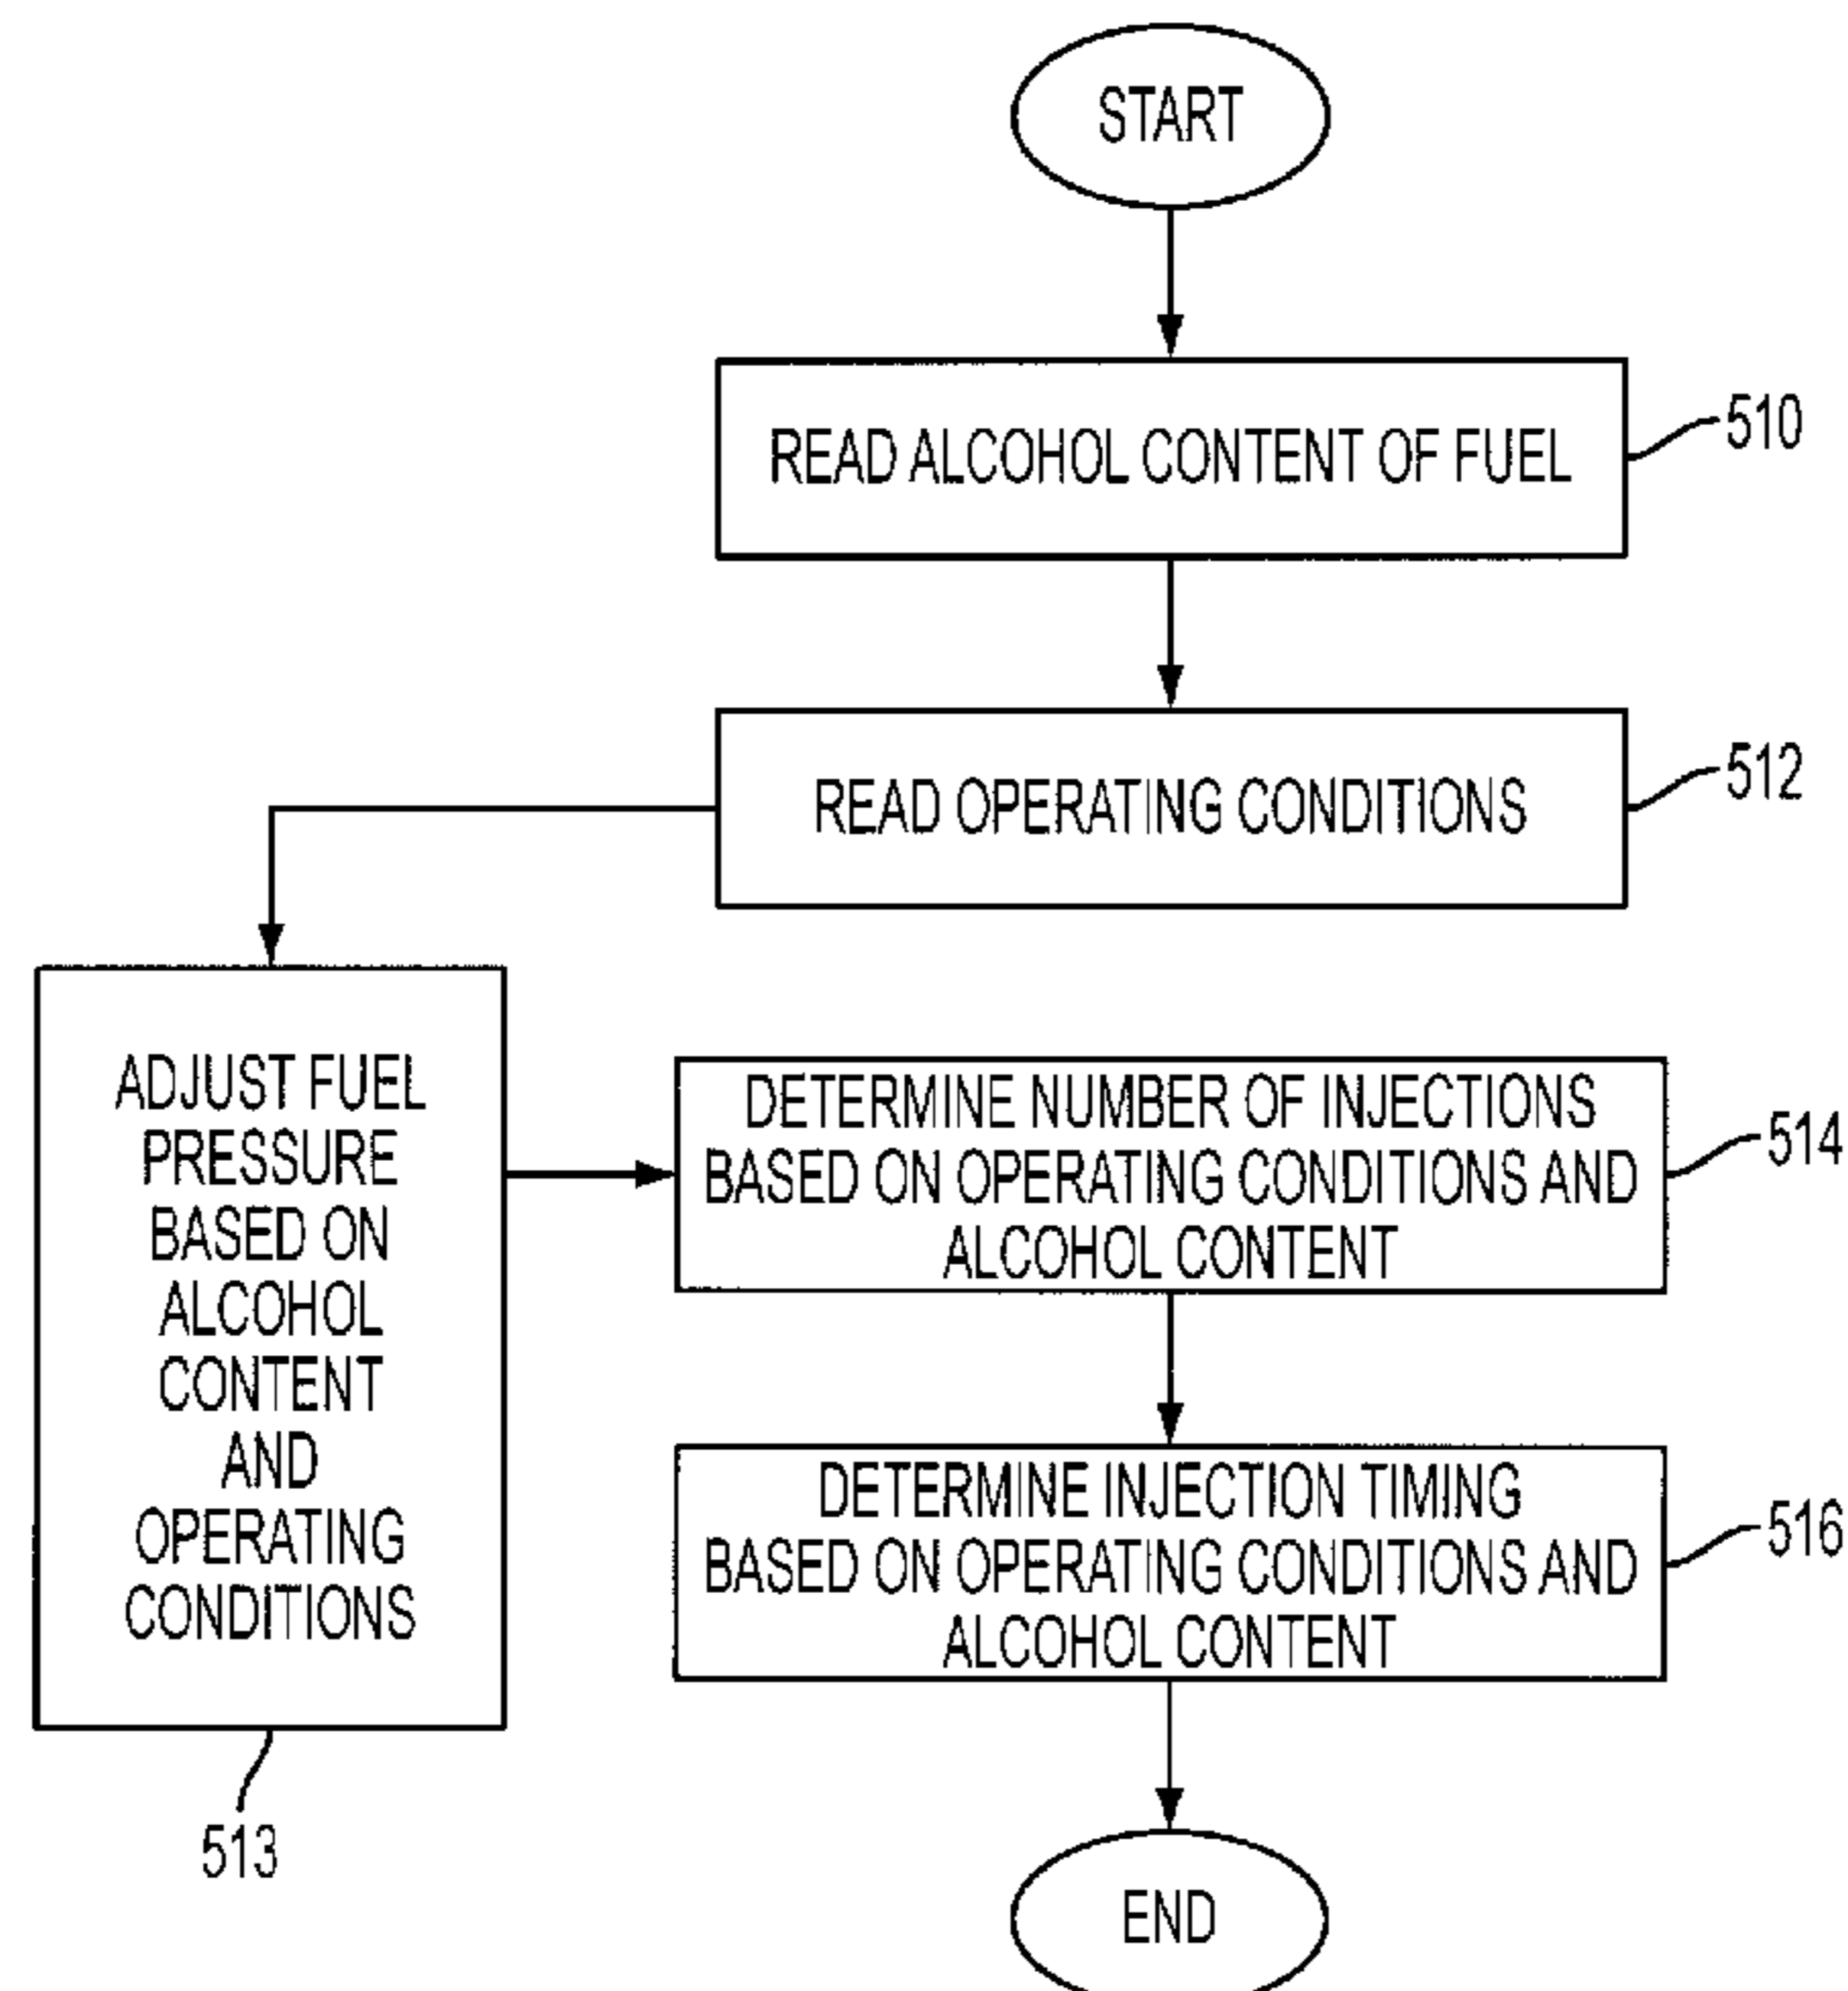 START
READ ALCOHOL CONTENT OF FUEL
510
READ OPERATING CONDITIONS
512
ADJUST FUEL
PRESSURE
BASED ON
ALCOHOL
CONTENT
AND
OPERATING
CONDITIONS
513
DETERMINE NUMBER OF INJECTIONS
BASED ON OPERATING CONDITIONS AND
ALCOHOL CONTENT
514
DETERMINE INJECTION TIMING
BASED ON OPERATING CONDITIONS AND
ALCOHOL CONTENT
516
END